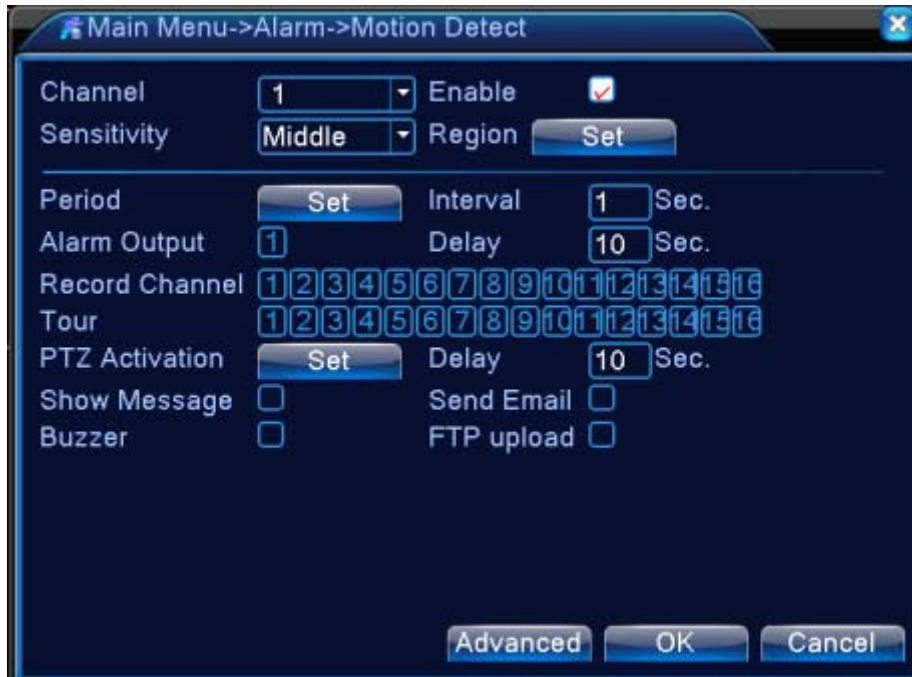 Main Menu->Alarm->Motion Detect
Channel 1 Enable
Sensitivity Middle Region Set
Period Set Interval 1 Sec.
Alarm Output 1 Delay 10 Sec.
Record Channel 1 2 3 4 5 6 7 8 9 10 11 12 13 14 15 16
Tour 1 2 3 4 5 6 7 8 9 10 11 12 13 14 15 16
PTZ Activation Set Delay 10 Sec.
Show Message Send Email
Buzzer FTP upload
Advanced OK Cancel